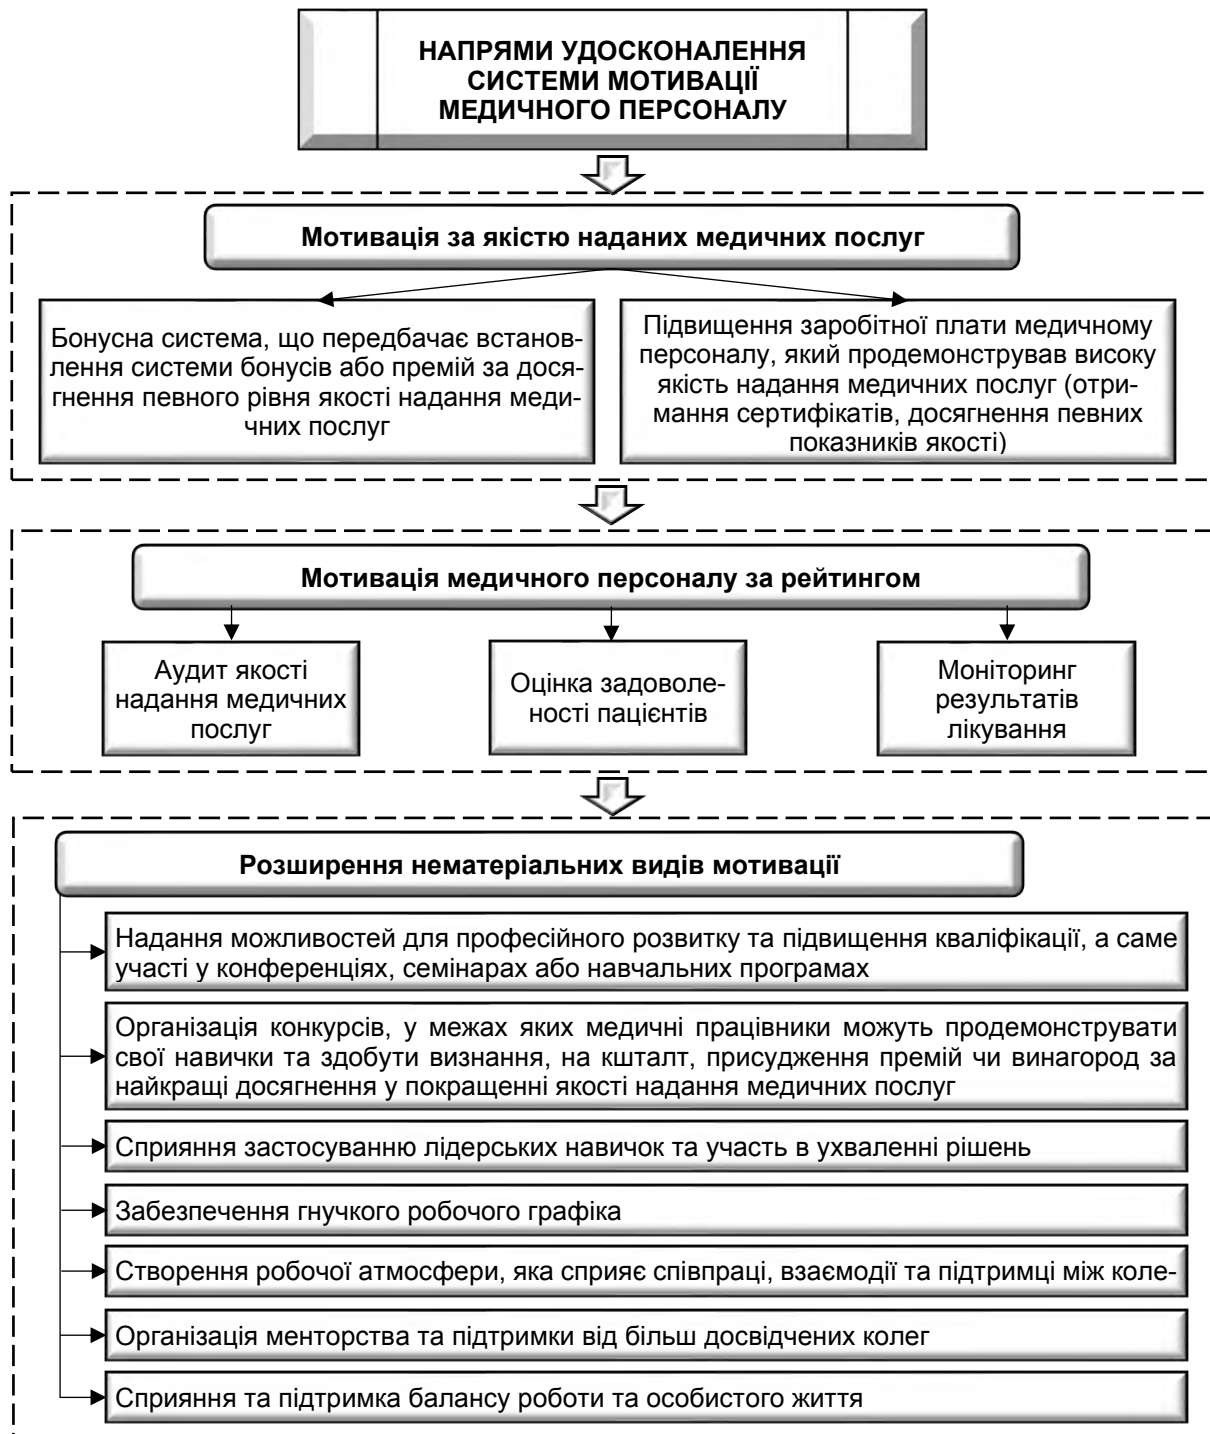 НАПРЯМИ УДОСКОНАЛЕННЯ
СИСТЕМИ МОТИВАЦІЇ
МЕДИЧНОГО ПЕРСОНАЛУ
Мотивація за якістю наданих медичних послуг
Бонусна система, що передбачає встанов-
лення системи бонусів або премій за дося-
гнення певного рівня якості надання меди-
чних послуг
Підвищення заробітної плати медичному
персоналу, який продемонстрував високу
якість надання медичних послуг (отри-
мання сертифікатів, досягнення певних
показників якості)
Мотивація медичного персоналу за рейтингом
Аудит якості
надання медичних
послуг
Оцінка задоволе-
ності пацієнтів
Моніторинг
результатів
лікування
Розширення нематеріальних видів мотивації
Надання можливостей для професійного розвитку та підвищення кваліфікації, а саме
участі у конференціях, семінарах або навчальних програмах
Організація конкурсів, у межах яких медичні працівники можуть продемонструвати
свої навички та здобути визнання, на кшталт, присудження премій чи винагород за
найкращі досягнення у покращенні якості надання медичних послуг
Сприяння застосуванню лідерських навичок та участь в ухваленні рішень
Забезпечення гнучкого робочого графіка
Створення робочої атмосфери, яка сприяє співпраці, взаємодії та підтримці між коле-
Організація менторства та підтримки від більш досвідчених колег
Сприяння та підтримка балансу роботи та особистого життя